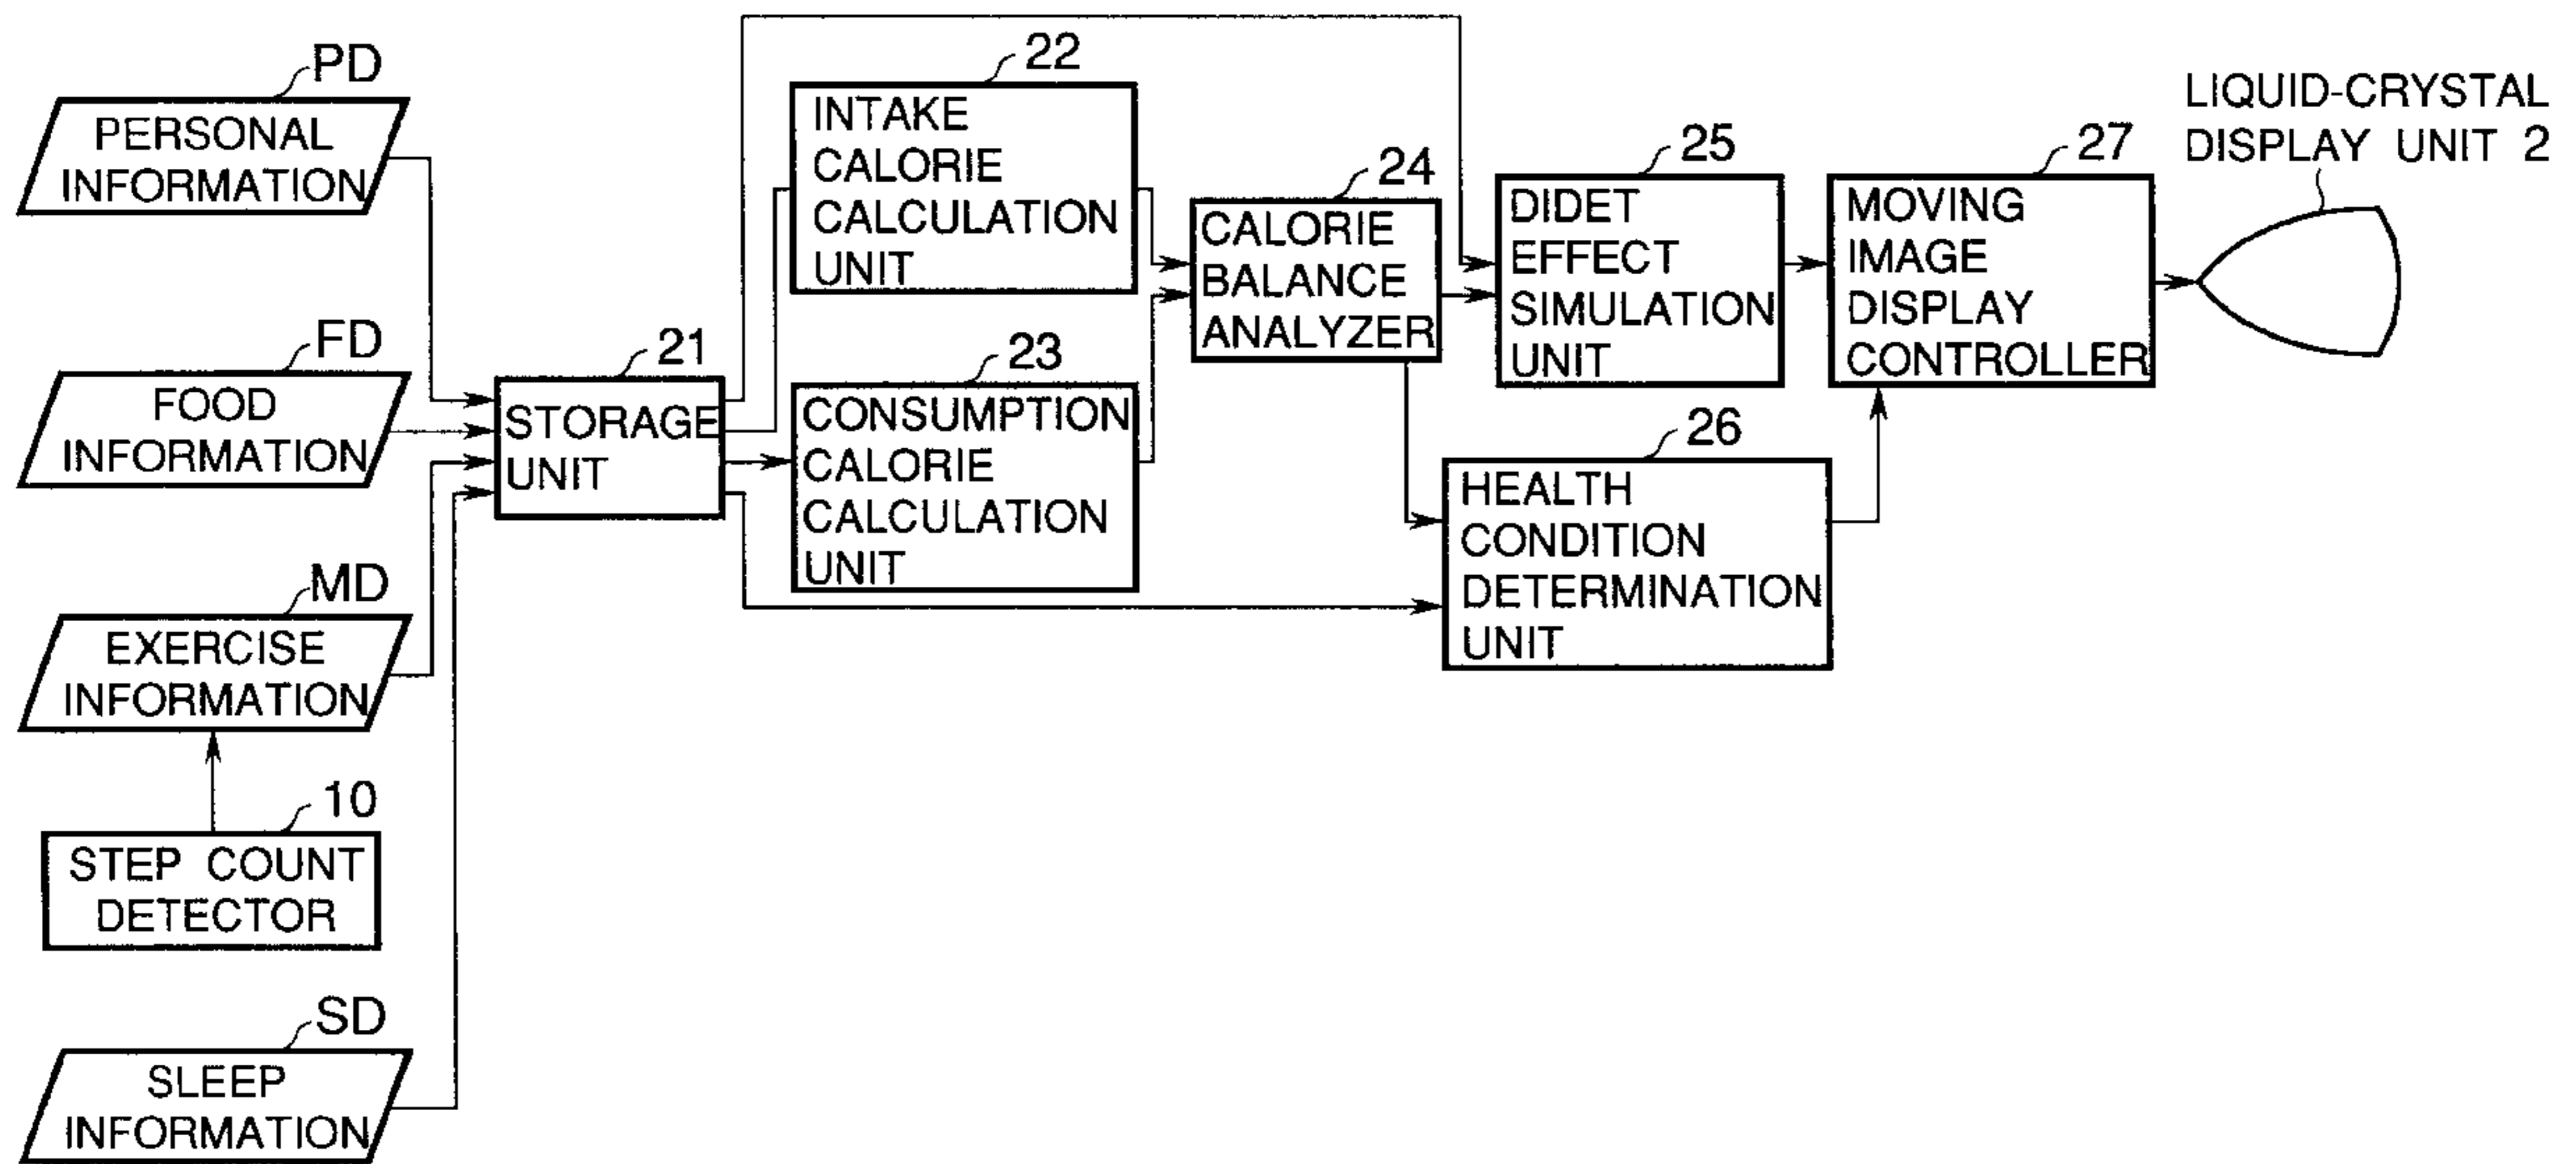 PD
PERSONAL
INFORMATION
FD
FOOD
INFORMATION
MD
EXERCISE
INFORMATION
10
STEP COUNT
DETECTOR
SD
SLEEP
INFORMATION
21
STORAGE
UNIT
22
INTAKE
CALORIE
CALCULATION
UNIT
23
CONSUMPTION
CALORIE
CALCULATION
UNIT
24
CALORIE
BALANCE
ANALYZER
25
DIDET
EFFECT
SIMULATION
UNIT
26
HEALTH
CONDITION
DETERMINATION
UNIT
27
MOVING
IMAGE
DISPLAY
CONTROLLER
LIQUID-CRYSTAL
DISPLAY UNIT 2